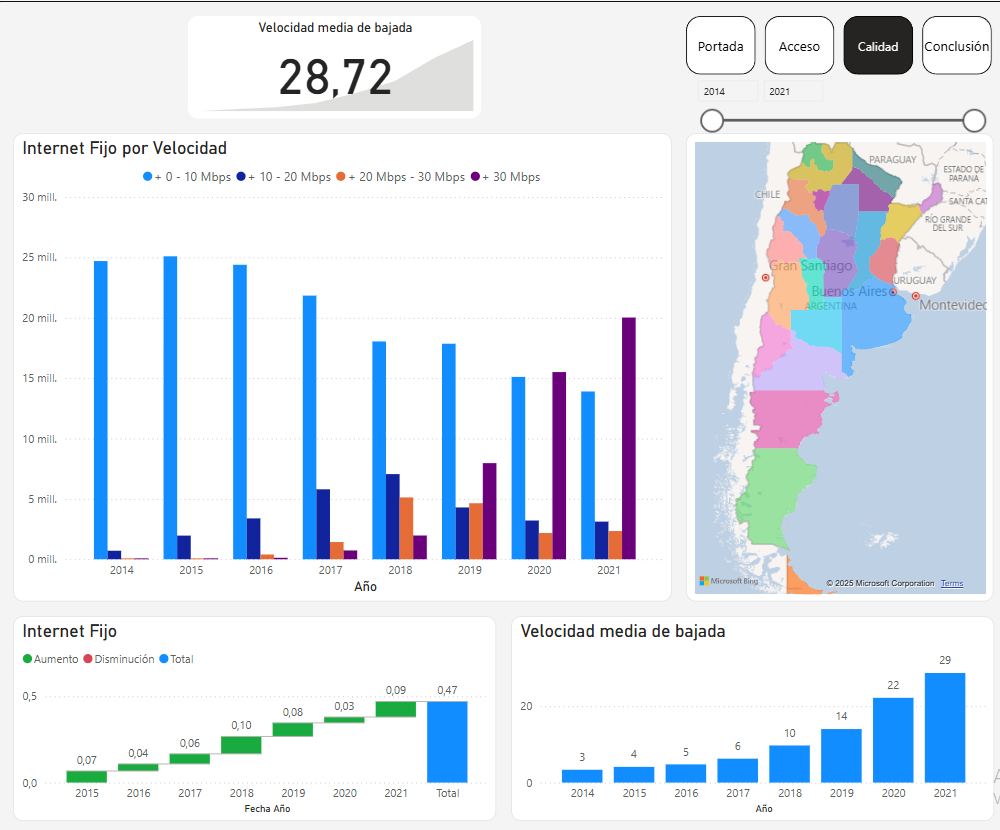 Velocidad media de bajada
28,72
Portada
Acceso
Calidad
Conclusión
2014
2021
Internet Fijo por Velocidad
+ 0 - 10 Mbps + 10 - 20 Mbps + 20 Mbps - 30 Mbps + 30 Mbps
30 mill.
25 mill.
20 mill.
15 mill.
10 mill.
5 mill.
0 mill.
2014 2015 2016 2017 2018 2019 2020 2021
Año
PARAGUAY
ESTADO DE
PARANA
CHILE
SANTA CAT
RÍO GRANDE
DEL SUR
Gran Santiago
URUGUAY
Buenos Aires
ARGENTINA
Montevideo
Microsoft Bing
© 2025 Microsoft Corporation Terms
Internet Fijo
Aumento Disminución Total
0,5
0,0
0,07
0,04
0,06
0,10
0,08
0,03
0,09
0,47
2015 2016 2017 2018 2019 2020 2021 Total
Fecha Año
Velocidad media de bajada
20
0
3
4
5
6
10
14
22
29
2014 2015 2016 2017 2018 2019 2020 2021
Año